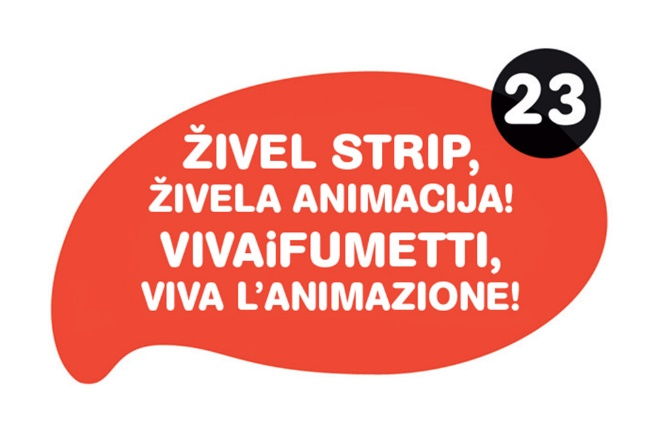 23
ŽIVEL STRIP,
ŽIVELA ANIMACIJA!
VIVAiFUMETTI,
VIVA L’ANIMAZIONE!